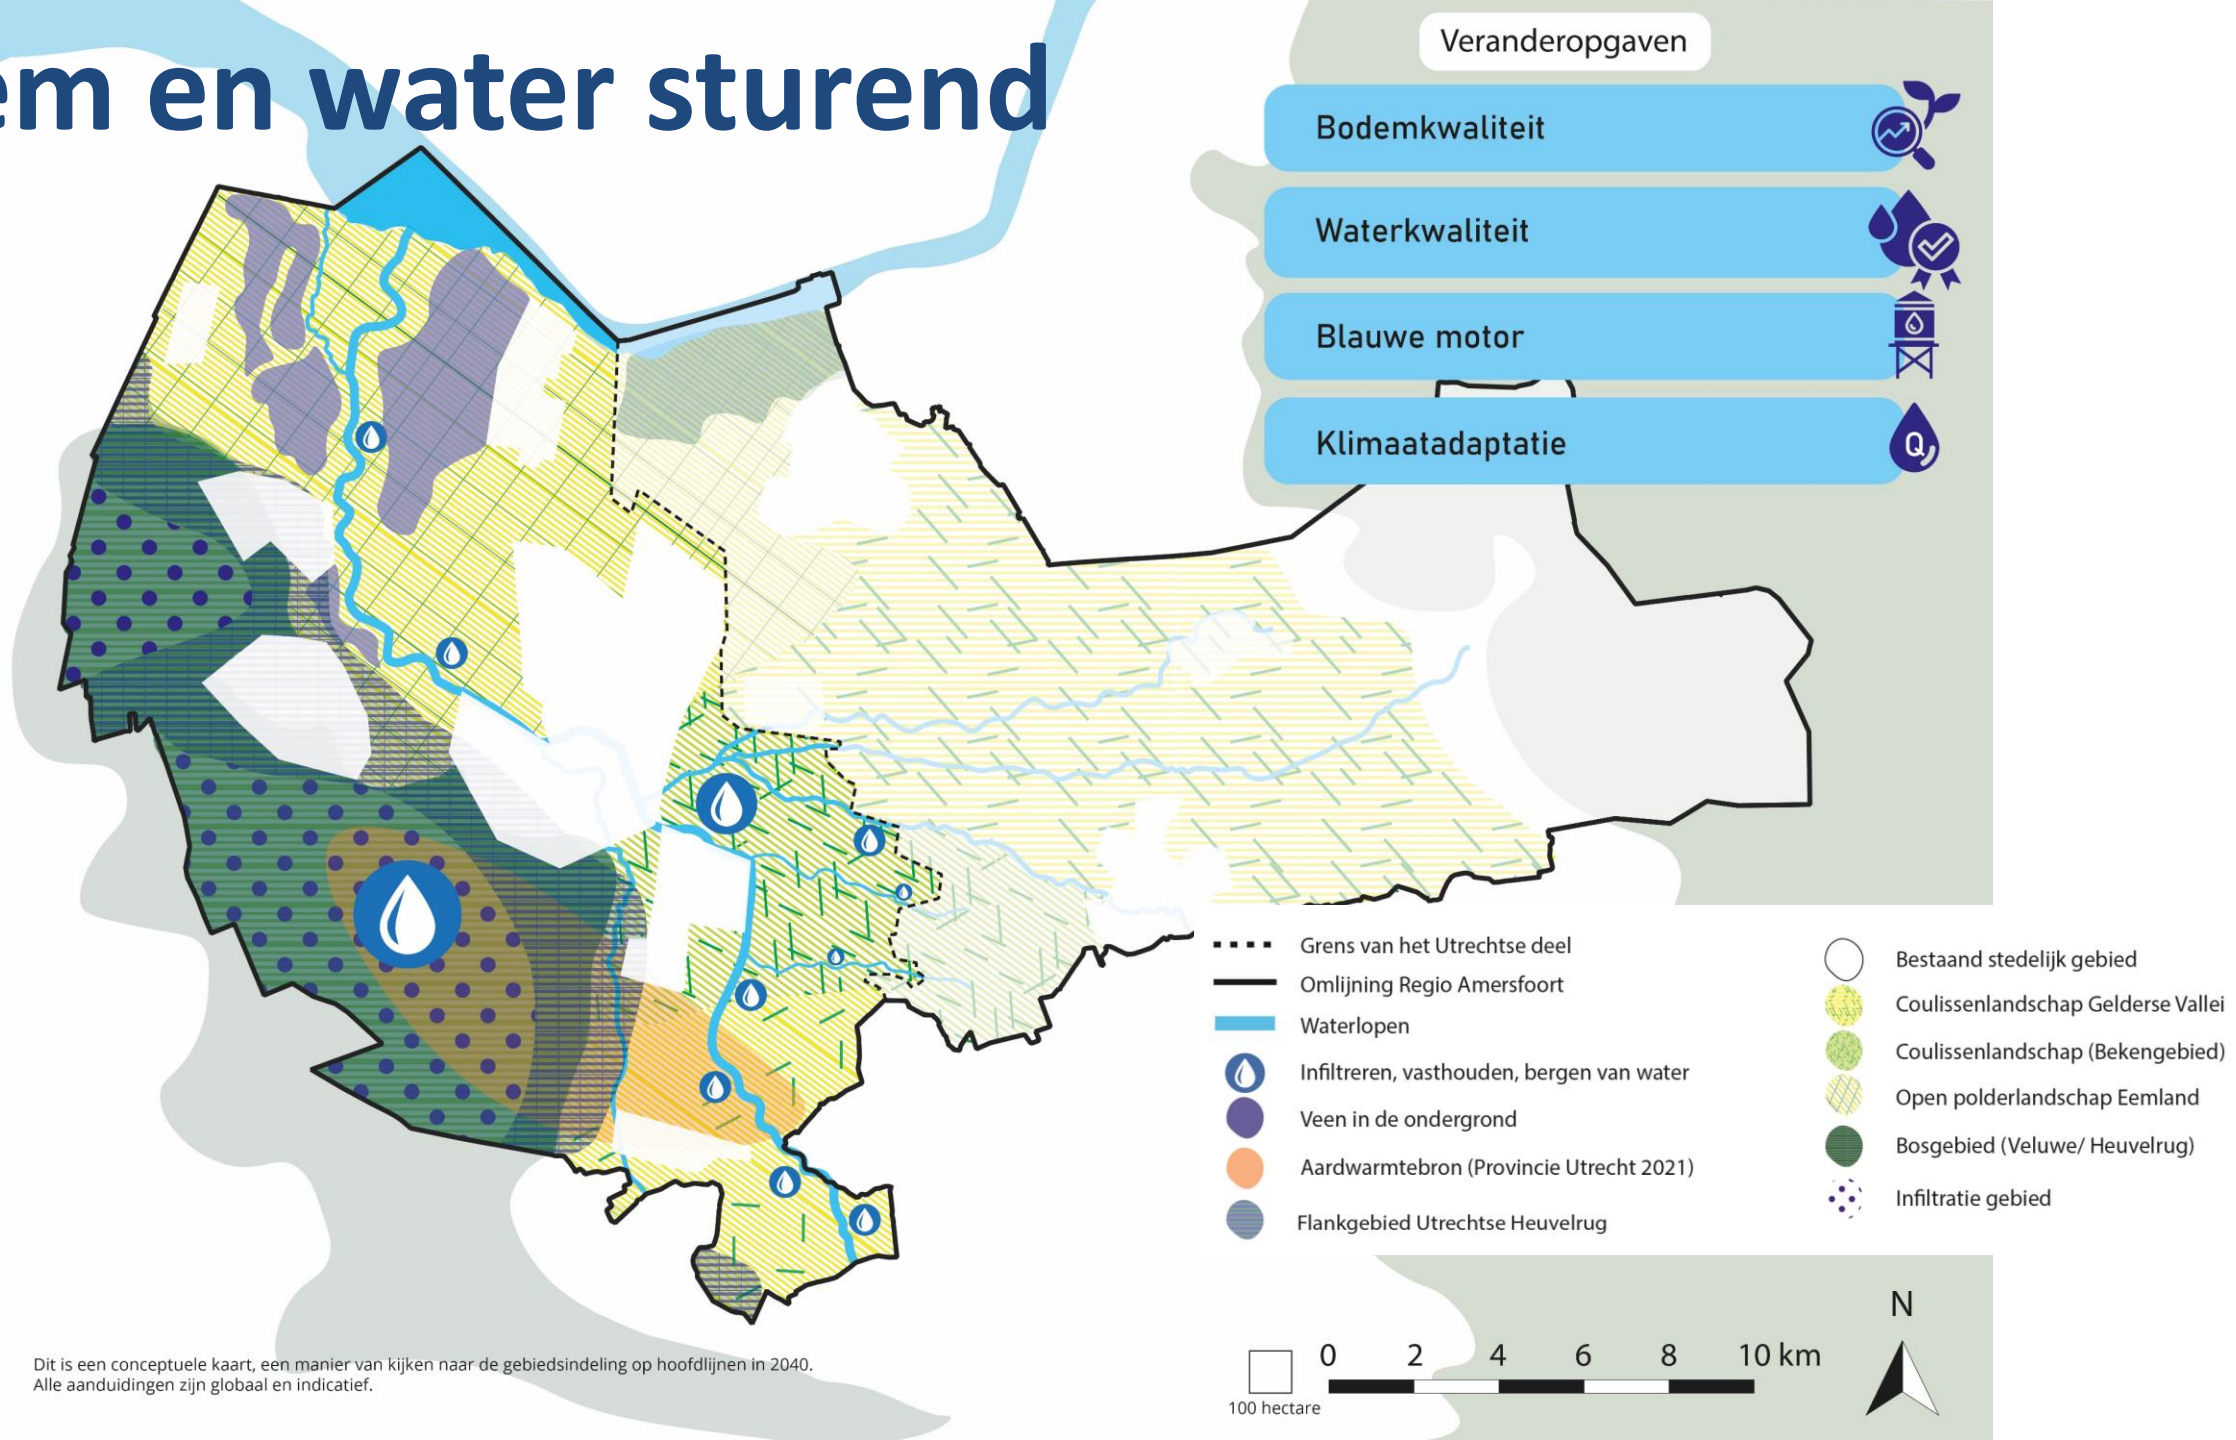 em en water sturend
Veranderopgaven
Bodemkwaliteit
Waterkwaliteit
Blauwe motor
Klimaatadaptatie
Q
Grens van het Utrechtse deel
Omlijning Regio Amersfoort
Waterlopen
Infiltreren, vasthouden, bergen van water
Veen in de ondergrond
Aardwarmtebron (Provincie Utrecht 2021)
Flankgebied Utrechtse Heuvelrug
Bestaand stedelijk gebied
Coulissenlandschap Gelderse Vallei
Coulissenlandschap (Bekengebied)
Open polderlandschap Eemland
Bosgebied (Veluwe/ Heuvelrug)
Infiltratie gebied
Dit is een conceptuele kaart, een manier van kijken naar de gebiedsindeling op hoofdlijnen in 2040.
Alle aanduidingen zijn globaal en indicatief.
0 2 4 6 8 10 km
100 hectare
N